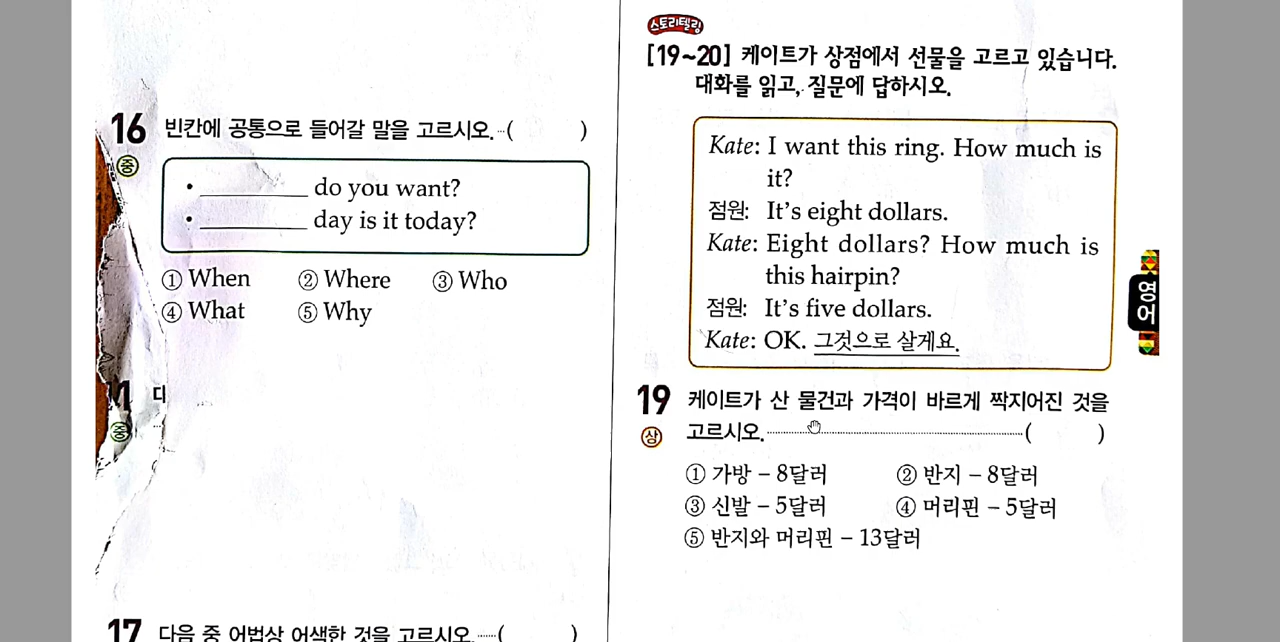 16 빈칸에 공통으로 들어갈 말을 고르시오. ( )
중
• ________ do you want?
• ________ day is it today?
① When ② Where ③ Who
④ What ⑤ Why
다
중
17 다음 중 어법상 어색한 것을 고르시오. ( )
스토리텔링
[19~20] 케이트가 상점에서 선물을 고르고 있습니다.
대화를 읽고, 질문에 답하시오.
Kate: I want this ring. How much is
it?
점원: It's eight dollars.
Kate: Eight dollars? How much is
this hairpin?
점원: It's five dollars.
Kate: OK. 그것으로 살게요.
19 케이트가 산 물건과 가격이 바르게 짝지어진 것을
상 고르시오. ( )
① 가방 – 8달러 ② 반지 – 8달러
③ 신발 – 5달러 ④ 머리핀 – 5달러
⑤ 반지와 머리핀 – 13달러
영어